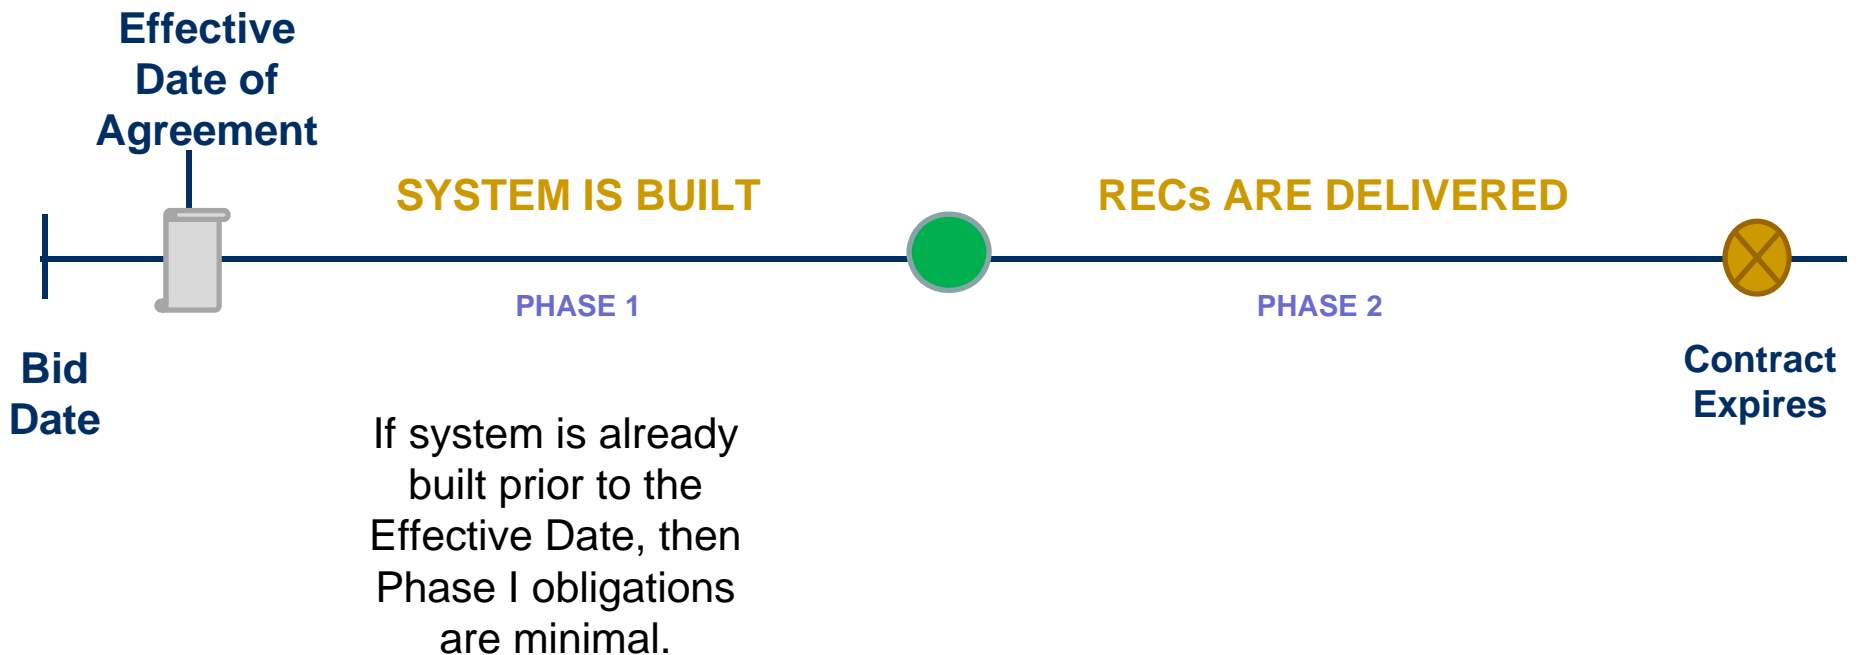 Effective
Date of
Agreement
SYSTEM IS BUILT
RECs ARE DELIVERED
PHASE 1
PHASE 2
Bid
Date
Contract
Expires
If system is already
built prior to the
Effective Date, then
Phase I obligations
are minimal.